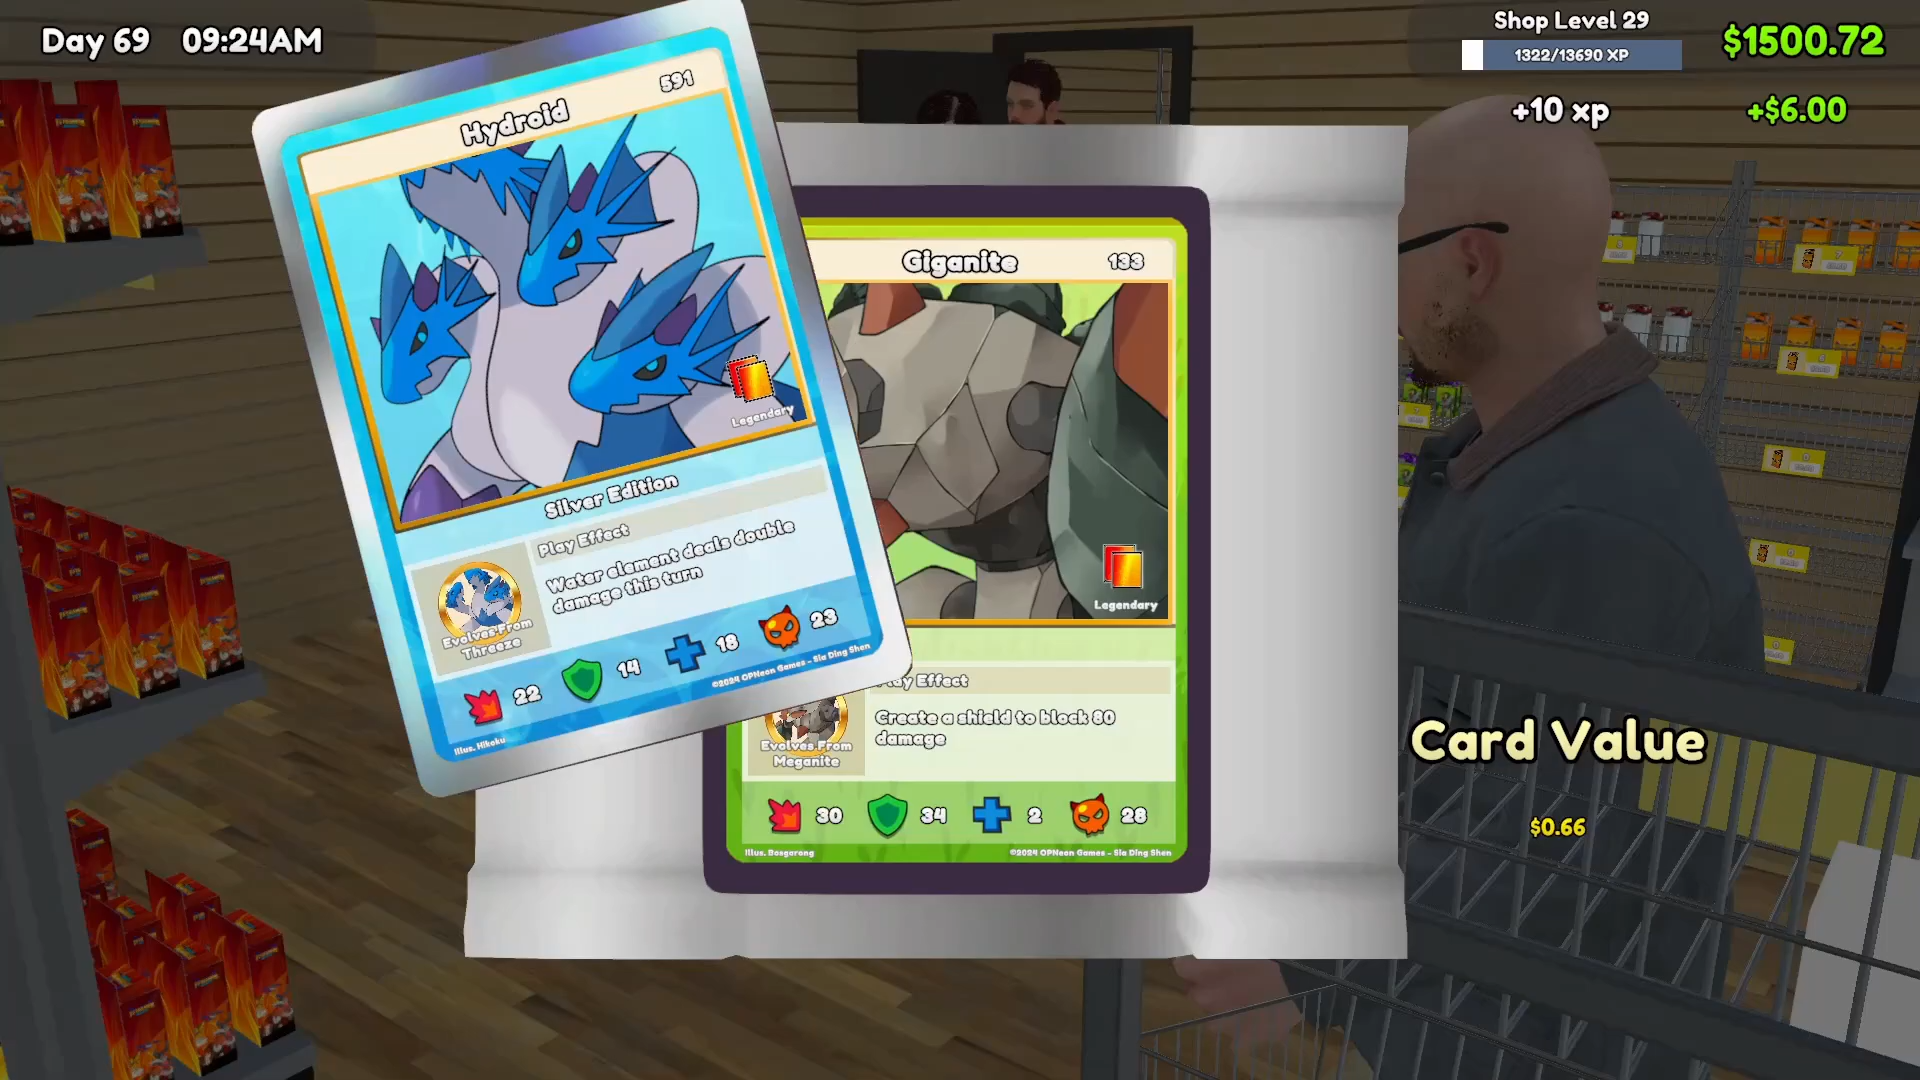 Day 69 09:24AM
Shop Level 29
1322/13690 XP
$1500.72
+10 xp
+$6.00
Hydroid
591
Legendary
Silver Edition
Play Effect
Water element deals double
damage this turn
Evolves From
Threeze
22
14
18
23
Illus. Hikoku
©2024 OPNeon Games - Sia Ding Shen
Giganite
133
Legendary
Play Effect
Create a shield to block 80
damage
Evolves From
Meganite
30
34
2
28
Illus. Basgarang
©2024 OPNeon Games - Sia Ding Shen
Card Value
$0.66